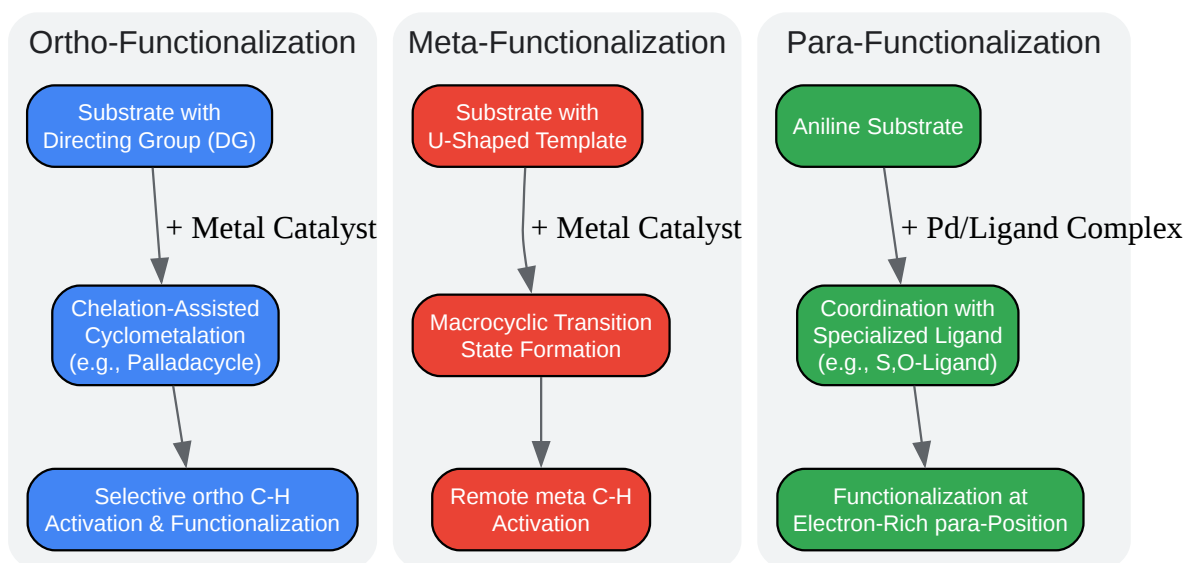 Ortho-Functionalization
Substrate with
Directing Group (DG)
+ Metal Catalyst
Chelation-Assisted
Cyclometalation
(e.g., Palladacycle)
Selective ortho C-H
Activation & Functionalization
Meta-Functionalization
Substrate with
U-Shaped Template
+ Metal Catalyst
Macrocyclic Transition
State Formation
Remote meta C-H
Activation
Para-Functionalization
Aniline Substrate
+ Pd/Ligand Complex
Coordination with
Specialized Ligand
(e.g., S,O-Ligand)
Functionalization at
Electron-Rich para-Position